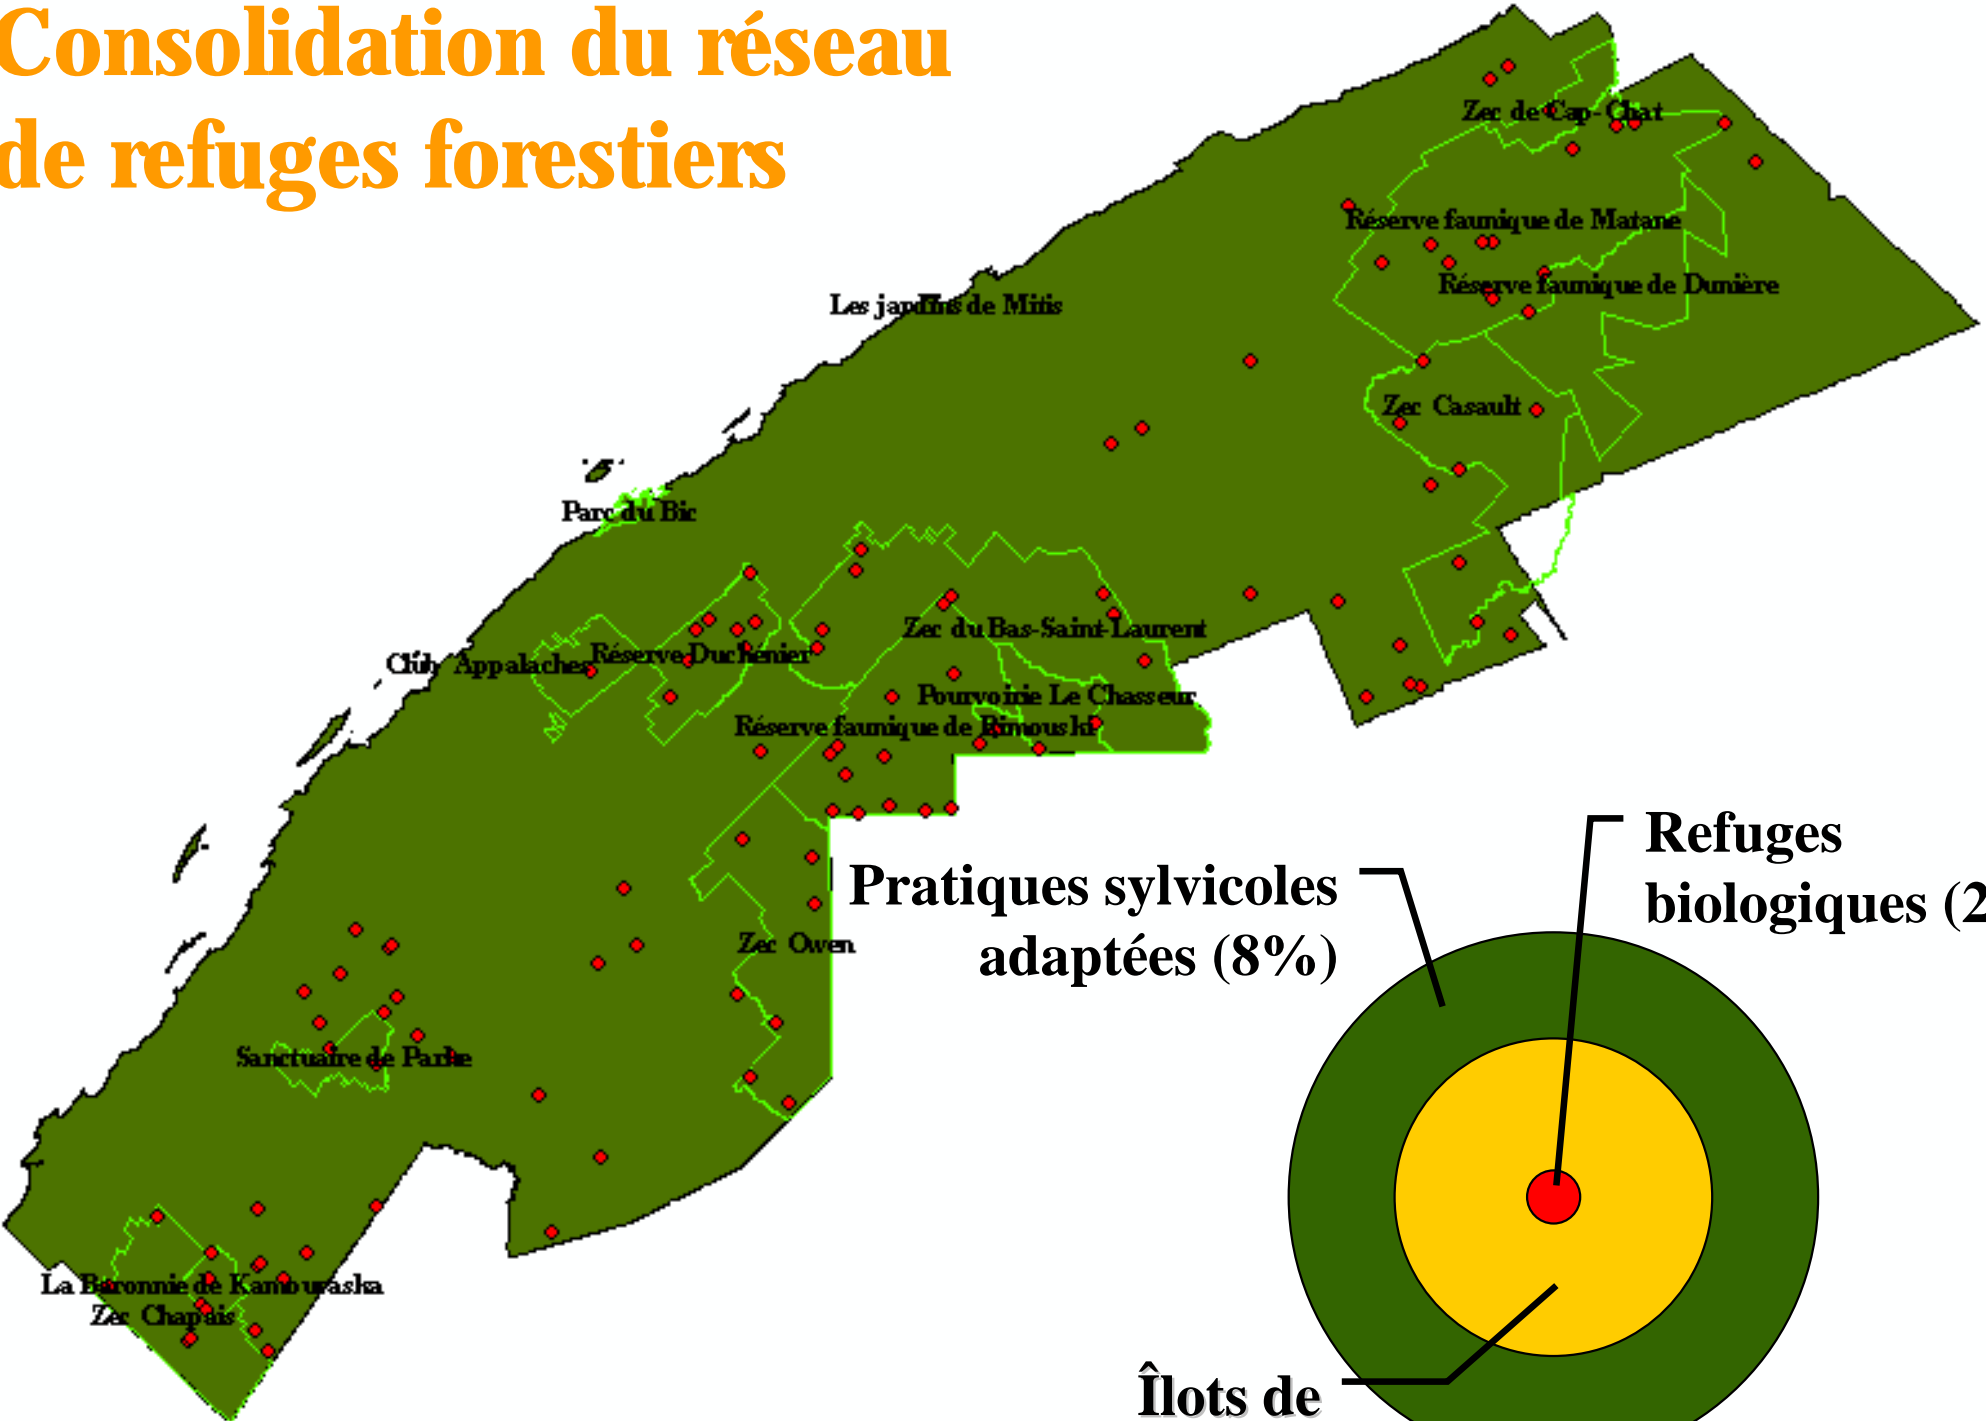 Consolidation du réseau
de refuges forestiers
Zec de Cap-Chat
Réserve faunique de Matane
Réserve faunique de Dunière
Les jardins de Mitis
Zec Casault
Parc du Bic
Zec du Bas-Saint-Laurent
Club Appalaches
Réserve Duchénier
Pourvoirie Le Chasseur
Réserve faunique de Rimouski
Refuges
biologiques (2
Pratiques sylvicoles
adaptées (8%)
Zec Owen
Sanctuaire de Parke
La Baronnie de Kamouraska
Zec Chapais
Îlots de